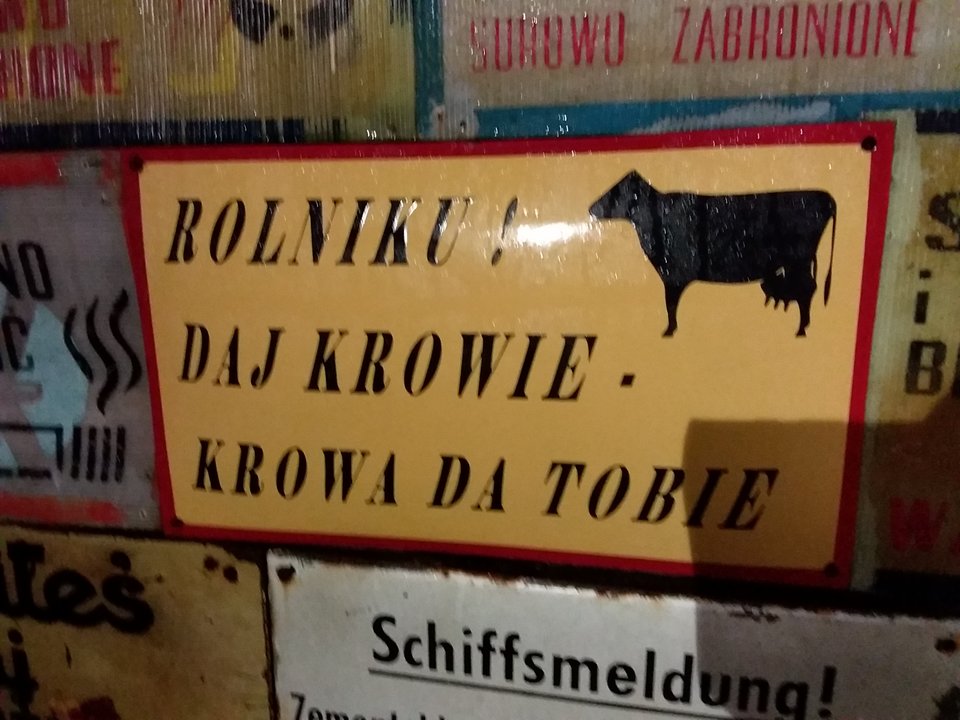 SUROWO ZABRONIONE
ROLNIKU !
DAJ KROWIE -
KROWA DA TOBIE
Schiffsmeldung!